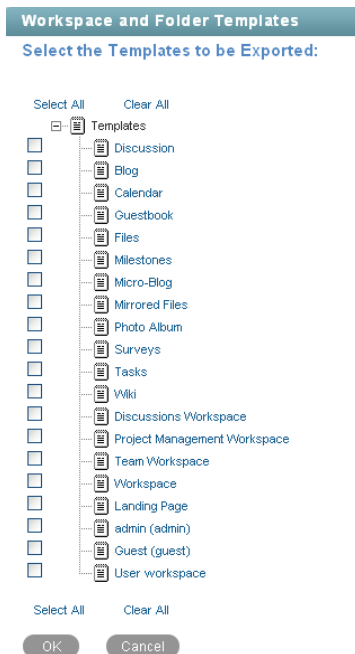 Workspace and Folder Templates
Select the Templates to be Exported:
Select All Clear All
Templates
Discussion
Blog
Calendar
Guestbook
Files
Milestones
Micro-Blog
Mirrored Files
Photo Album
Surveys
Tasks
Wiki
Discussions Workspace
Project Management Workspace
Team Workspace
Workspace
Landing Page
admin (admin)
Guest (guest)
User workspace
Select All Clear All
OK Cancel